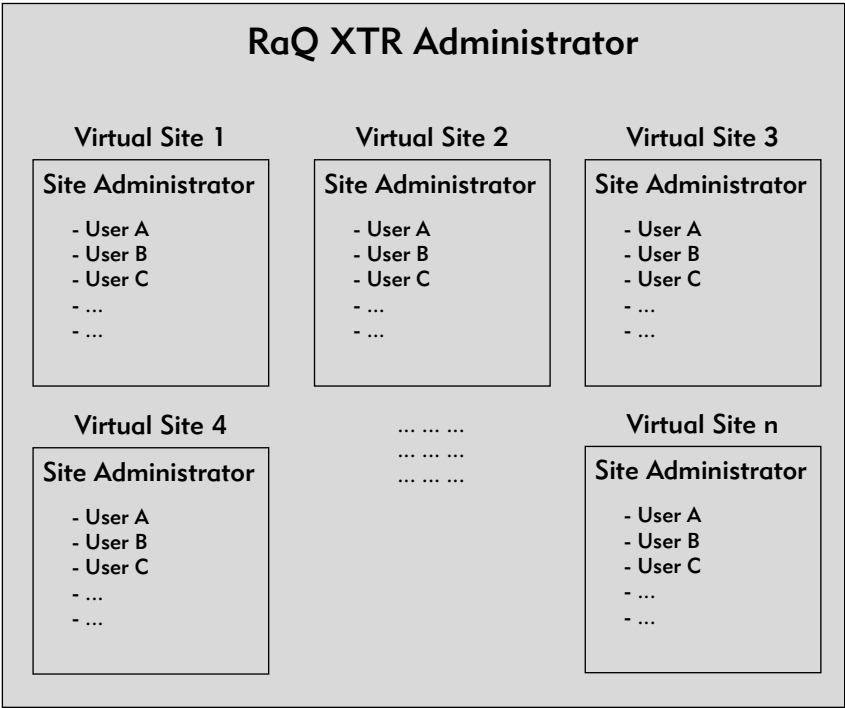 RaQ XTR Administrator
Virtual Site 1
Site Administrator
- User A
- User B
- User C
- ...
- ...
Virtual Site 2
Site Administrator
- User A
- User B
- User C
- ...
- ...
Virtual Site 3
Site Administrator
- User A
- User B
- User C
- ...
- ...
Virtual Site 4
Site Administrator
- User A
- User B
- User C
- ...
- ...
... ... ...
... ... ...
... ... ...
Virtual Site n
Site Administrator
- User A
- User B
- User C
- ...
- ...